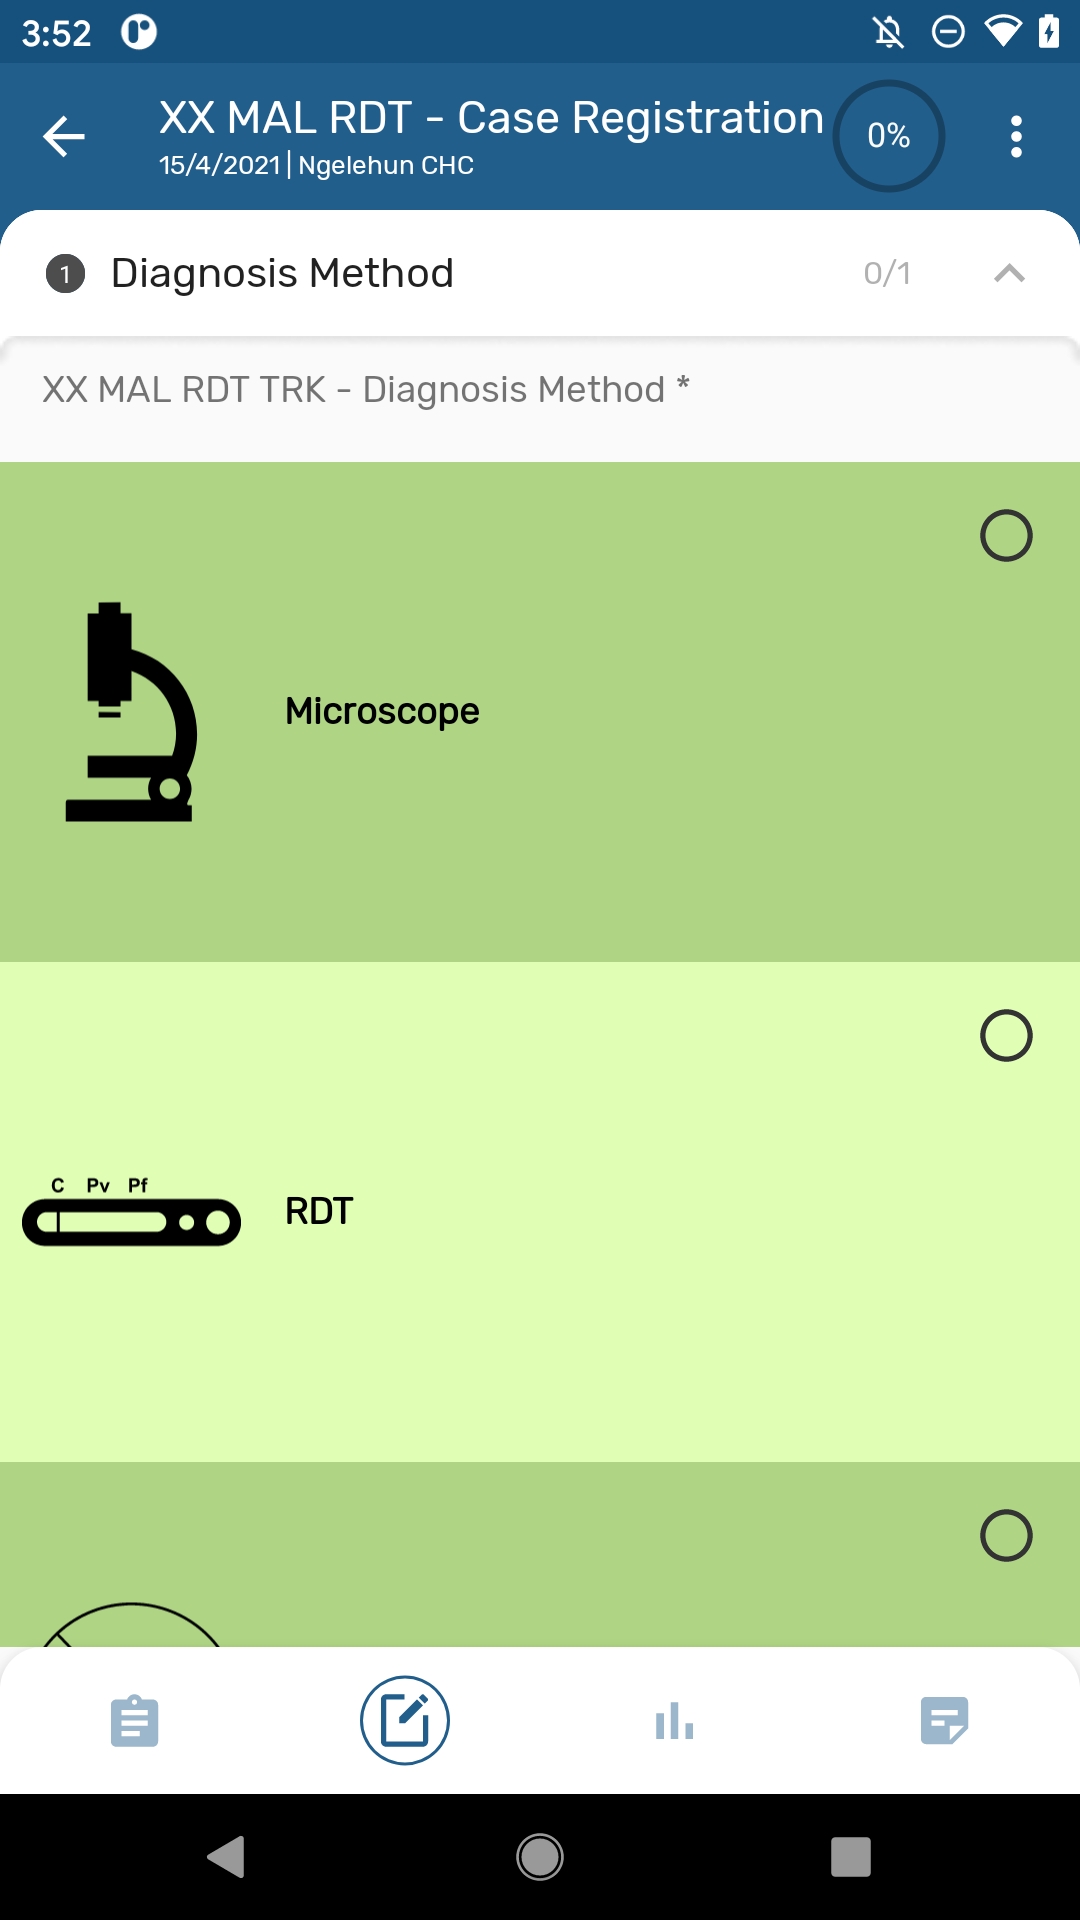 3:52
XX MAL RDT - Case Registration
0%
15/4/2021 | Ngelehun CHC
1 Diagnosis Method 0/1
XX MAL RDT TRK - Diagnosis Method *
Microscope
C Pv Pf
RDT